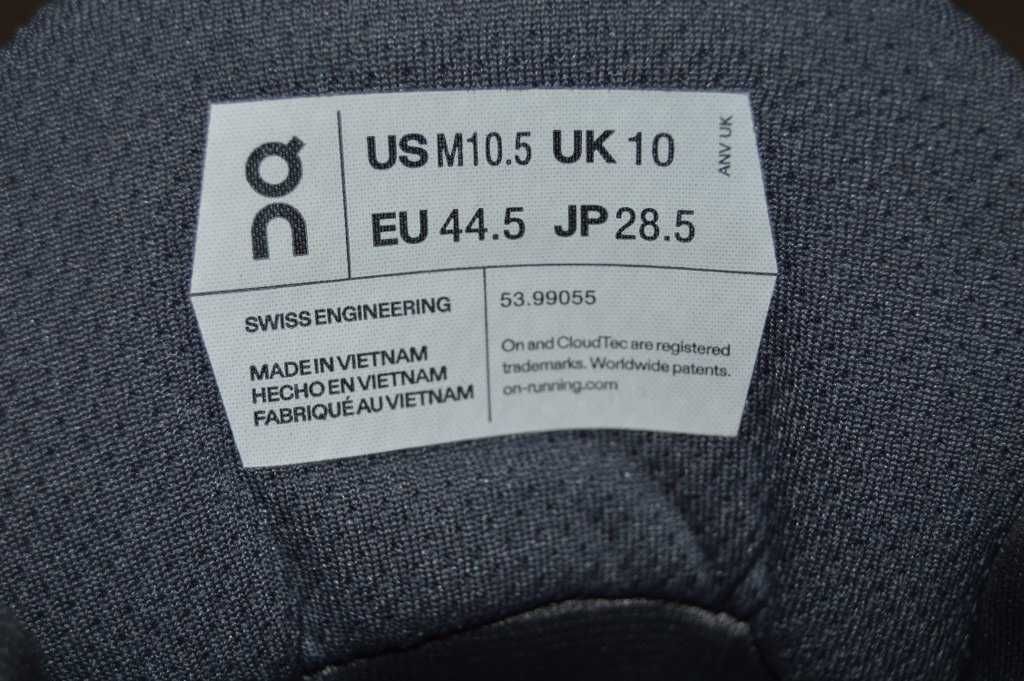 On
US M10.5 UK 10
EU 44.5 JP 28.5
ANV UK
SWISS ENGINEERING
MADE IN VIETNAM
HECHO EN VIETNAM
FABRIQUÉ AU VIETNAM
53.99055
On and CloudTec are registered
trademarks. Worldwide patents.
on-running.com